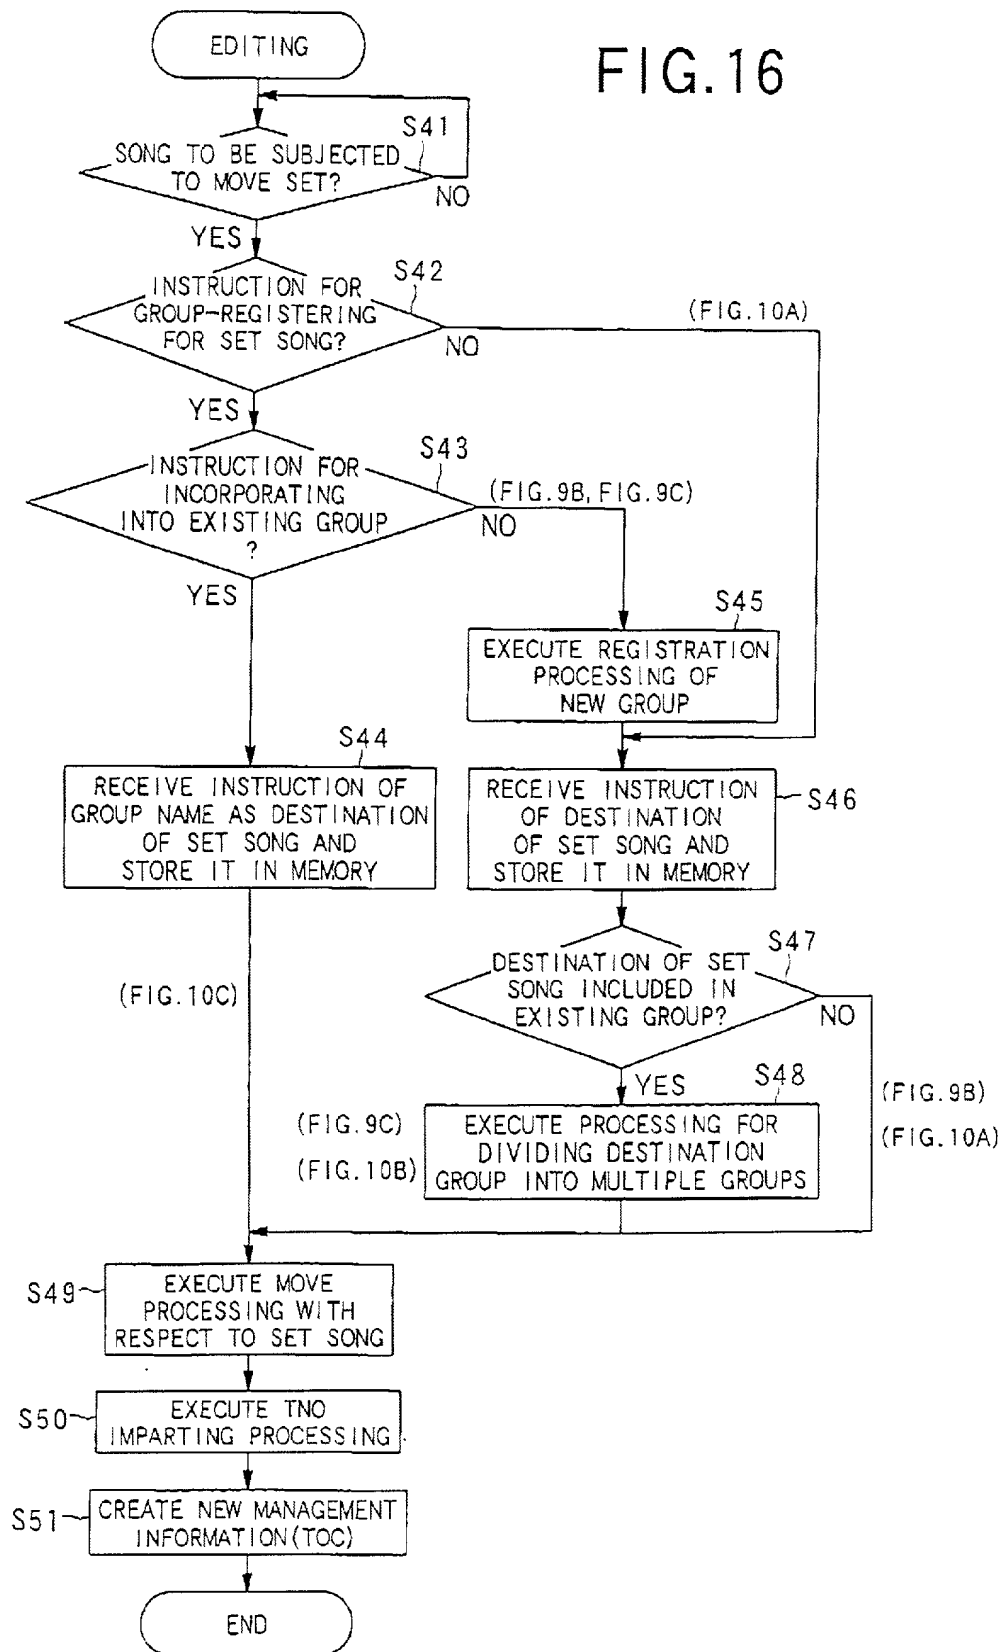 EDITING
FIG.16
S41
SONG TO BE SUBJECTED
TO MOVE SET?
NO
YES
S42
INSTRUCTION FOR
GROUP-REGISTERING
FOR SET SONG?
(FIG.10A)
NO
YES
S43
INSTRUCTION FOR
INCORPORATING
INTO EXISTING GROUP
?
(FIG.9B, FIG.9C)
NO
YES
S45
EXECUTE REGISTRATION
PROCESSING OF
NEW GROUP
S44
RECEIVE INSTRUCTION OF
GROUP NAME AS DESTINATION
OF SET SONG AND
STORE IT IN MEMORY
RECEIVE INSTRUCTION
OF DESTINATION
OF SET SONG AND
STORE IT IN MEMORY
S46
S47
DESTINATION OF SET
SONG INCLUDED IN
EXISTING GROUP?
NO
(FIG.10C)
YES
S48
(FIG.9B)
(FIG.10A)
(FIG.9C)
(FIG.10B)
EXECUTE PROCESSING FOR
DIVIDING DESTINATION
GROUP INTO MULTIPLE GROUPS
S49
EXECUTE MOVE
PROCESSING WITH
RESPECT TO SET SONG
S50
EXECUTE TNO
IMPARTING PROCESSING
S51
CREATE NEW MANAGEMENT
INFORMATION(TOC)
END